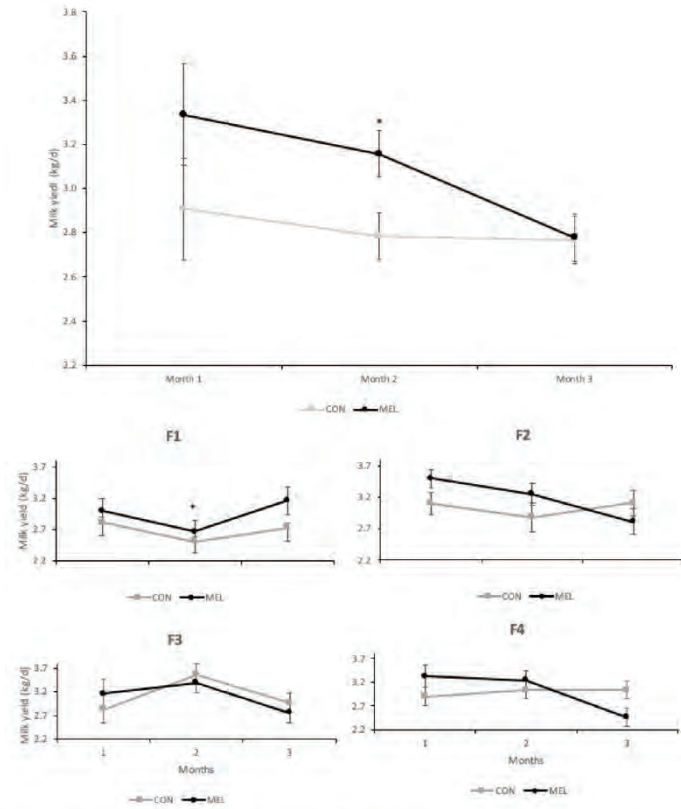 3.8
3.6
3.4
3.2
3.0
2.8
2.6
2.4
2.2
Milk yiedl (kg/d)
*
Month 1 Month 2 Month 3
CON MEL
F1
3.7
3.2
2.7
2.2
Milk yield (kg/d)
+
CON MEL
F2
3.7
3.2
2.7
2.2
CON MEL
F3
3.7
3.2
2.7
2.2
Milk yield (kg/d)
1 2 3
Months
CON MEL
F4
3.7
3.2
2.7
2.2
1 2 3
Months
CON MEL